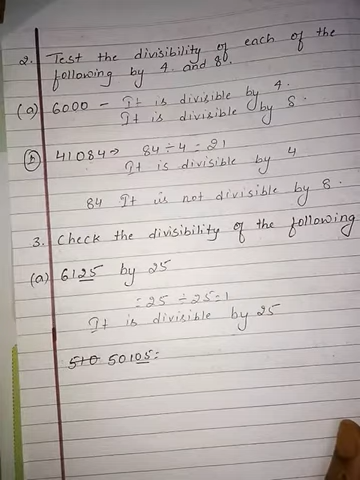 2. Test the divisibility of each of the
following by 4 and 8.
(a) 6000 - It is divisible by 4.
It is divisible by 8.
(b) 41084→ 84÷4=21
It is divisible by 4
84 It is not divisible by 8.
3. Check the divisibility of the following
(a) 6125 by 25
=25÷25=1
It is divisible by 25
510 50105=